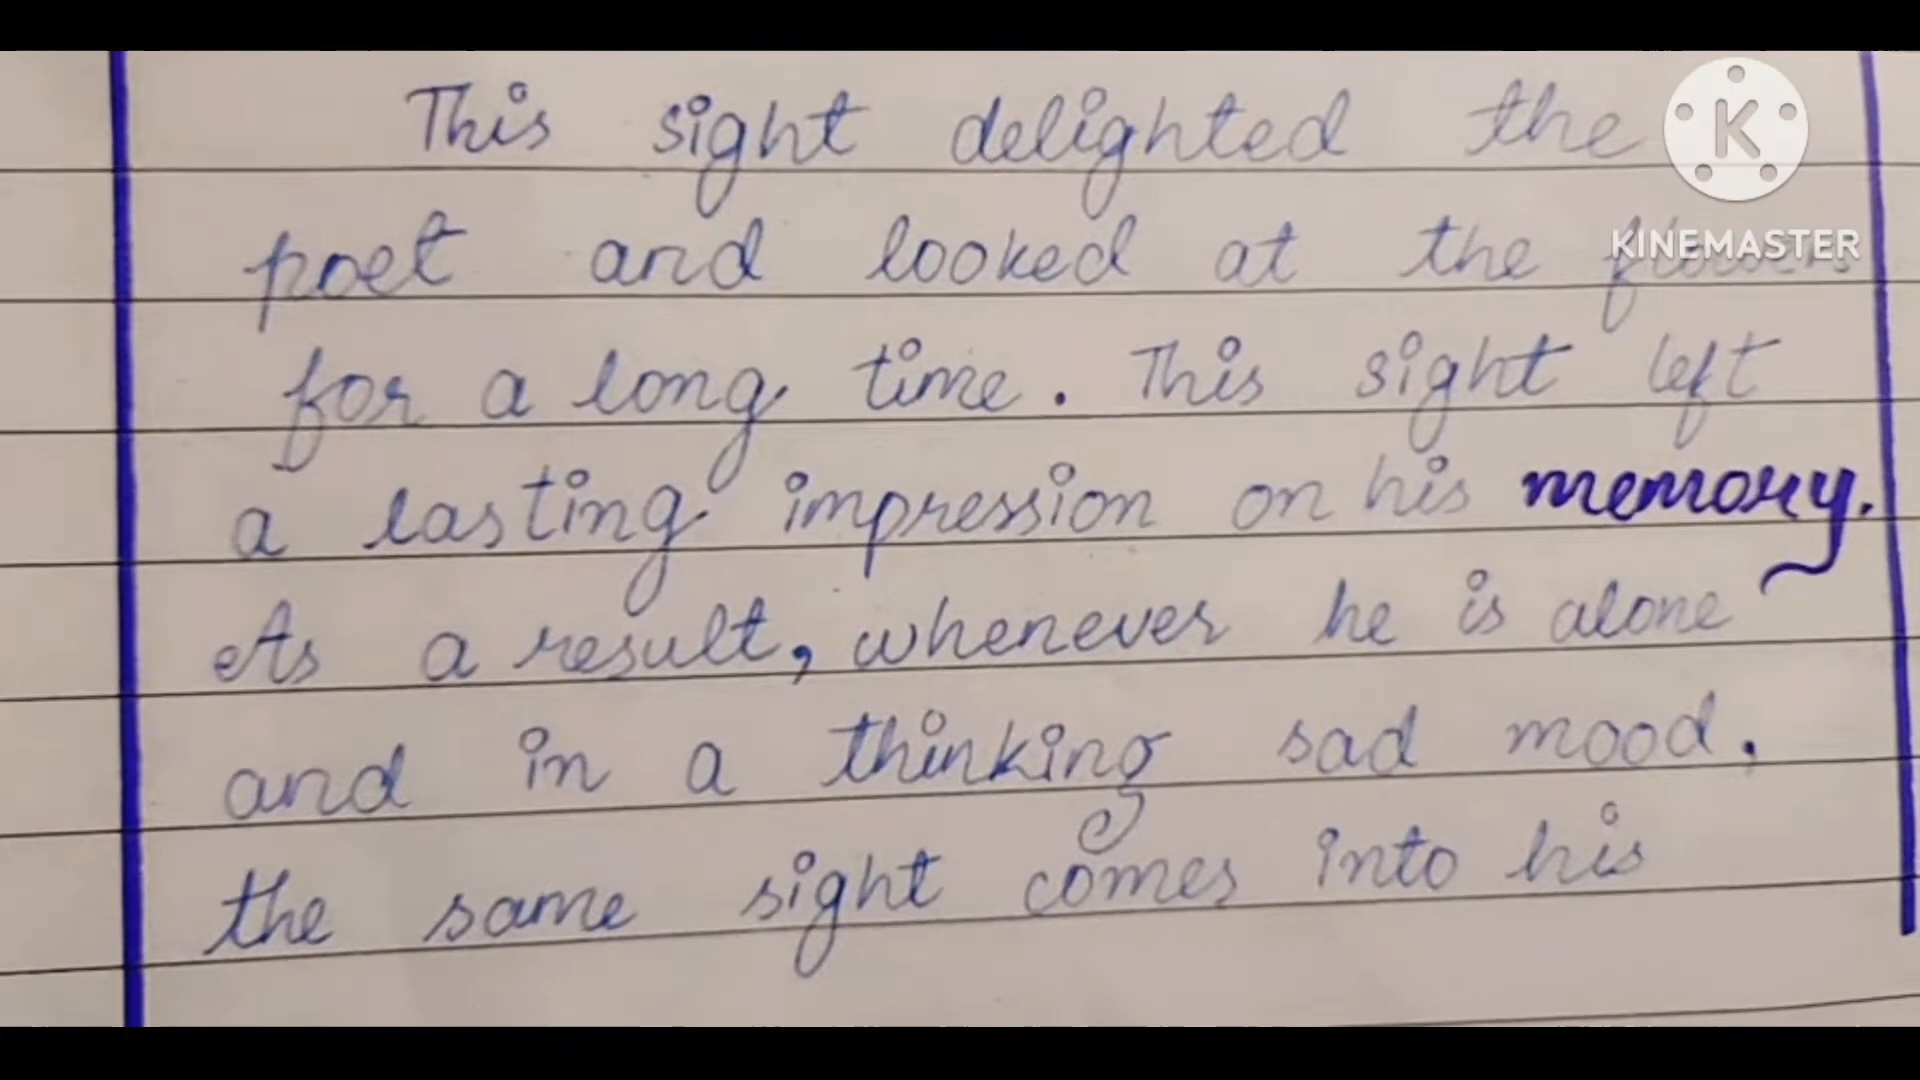 This sight delighted the
K
KINEMASTER
poet and looked at the flowers
for a long time. This sight left
a lasting impression on his memory.
As a result, whenever he is alone
and in a thinking sad mood.
the same sight comes into his